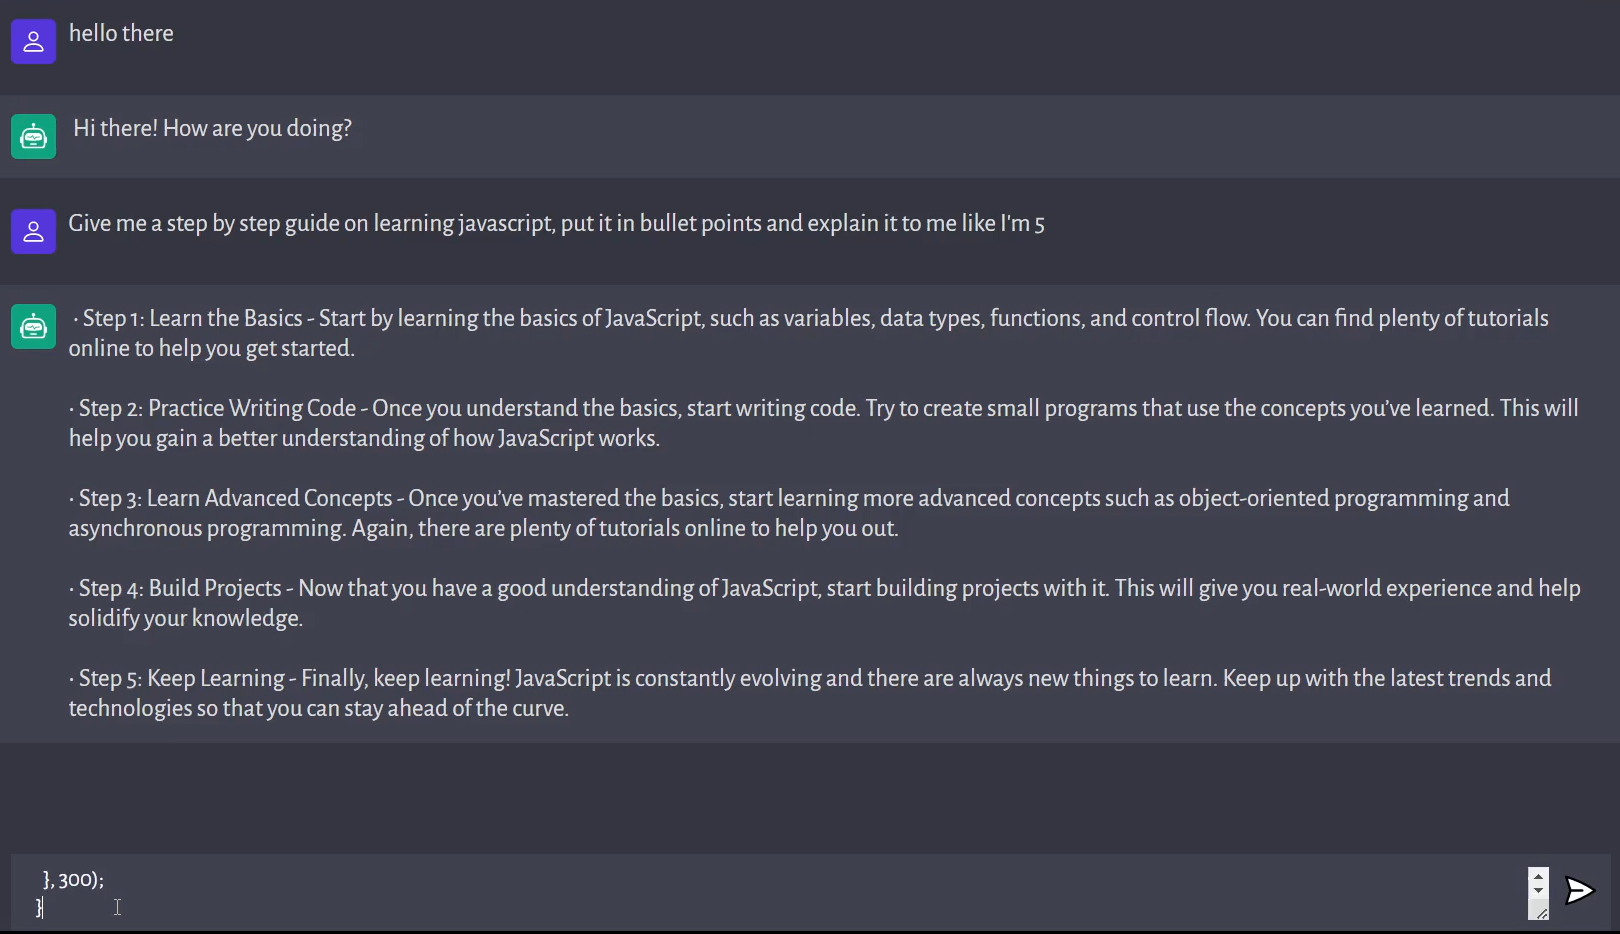 hello there
Hi there! How are you doing?
Give me a step by step guide on learning javascript, put it in bullet points and explain it to me like I'm 5
· Step 1: Learn the Basics - Start by learning the basics of JavaScript, such as variables, data types, functions, and control flow. You can find plenty of tutorials
online to help you get started.
· Step 2: Practice Writing Code - Once you understand the basics, start writing code. Try to create small programs that use the concepts you’ve learned. This will
help you gain a better understanding of how JavaScript works.
· Step 3: Learn Advanced Concepts - Once you’ve mastered the basics, start learning more advanced concepts such as object-oriented programming and
asynchronous programming. Again, there are plenty of tutorials online to help you out.
· Step 4: Build Projects - Now that you have a good understanding of JavaScript, start building projects with it. This will give you real-world experience and help
solidify your knowledge.
· Step 5: Keep Learning - Finally, keep learning! JavaScript is constantly evolving and there are always new things to learn. Keep up with the latest trends and
technologies so that you can stay ahead of the curve.
}, 300);
}